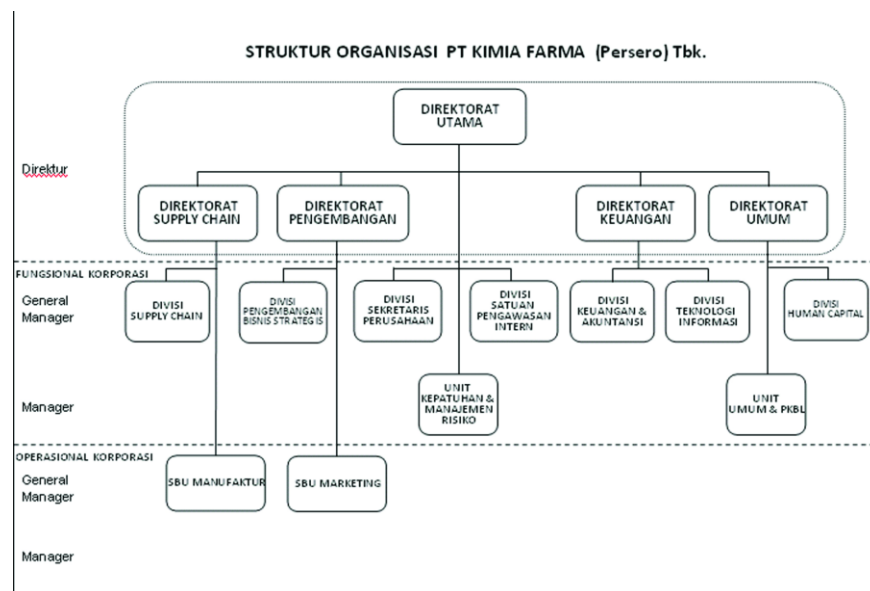 STRUKTUR ORGANISASI PT KIMIA FARMA (Persero) Tbk.
DIREKTORAT
UTAMA
Direktur
DIREKTORAT
SUPPLY CHAIN
DIREKTORAT
PENGEMBANGAN
DIREKTORAT
KEUANGAN
DIREKTORAT
UMUM
FUNGSIONAL KORPORASI
General
Manager
DIVISI
SUPPLY CHAIN
DIVISI
PENGEMBANGAN
BISNIS STRATEGIS
DIVISI
SEKRETARIS
PERUSAHAAN
DIVISI
SATUAN
PENGAWASAN
INTERN
DIVISI
KEUANGAN &
AKUNTANSI
DIVISI
TEKNOLOGI
INFORMASI
DIVISI
HUMAN CAPITAL
Manager
UNIT
KEPATUHAN &
MANAJEMEN
RISIKO
UNIT
UMUM & PKBL
OPERASIONAL KORPORASI
General
Manager
SBU MANUFAKTUR
SBU MARKETING
Manager